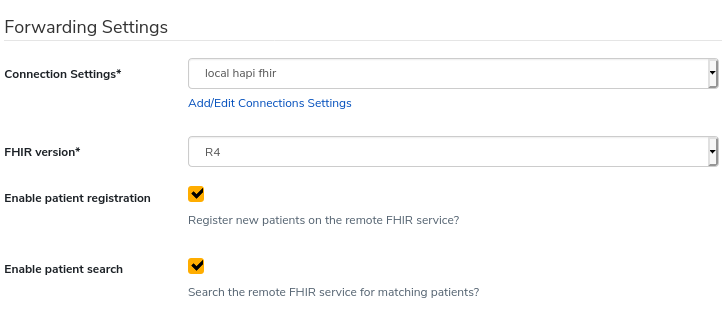 Forwarding Settings
Connection Settings*
local hapi fhir
Add/Edit Connections Settings
FHIR version*
R4
Enable patient registration
Register new patients on the remote FHIR service?
Enable patient search
Search the remote FHIR service for matching patients?